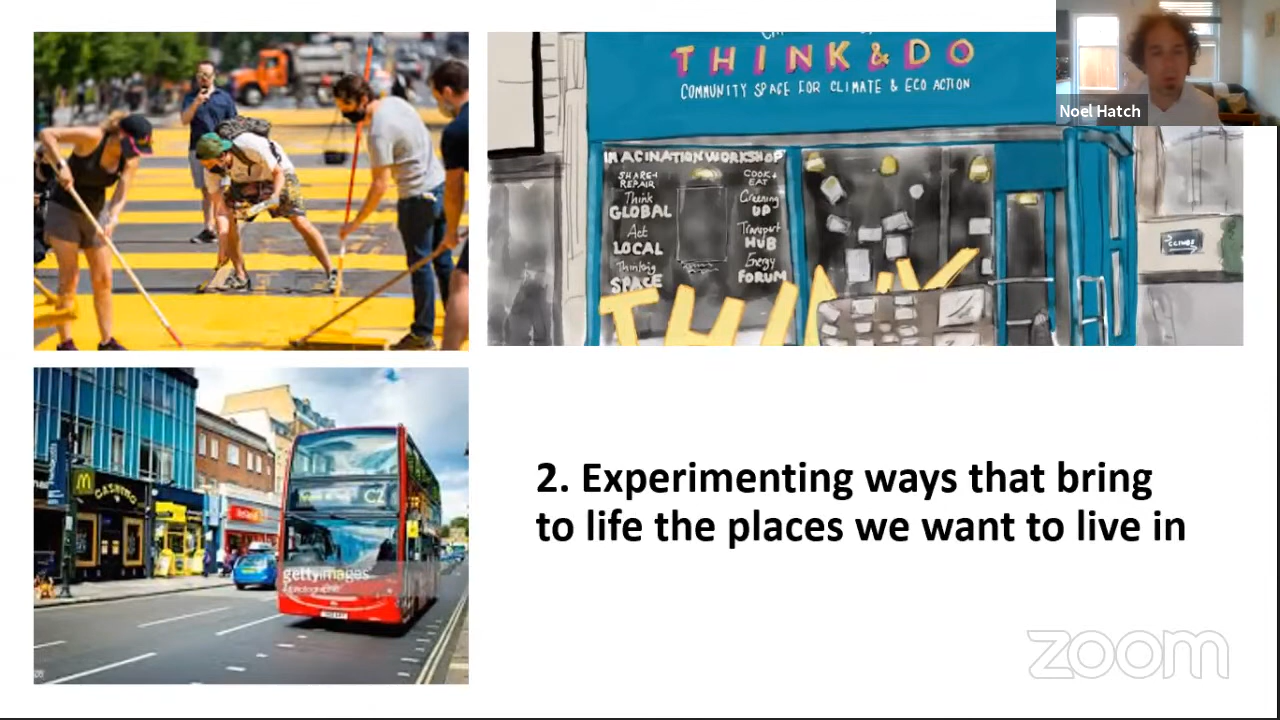 THINK & DO
COMMUNITY SPACE FOR CLIMATE & ECO ACTION
Noel Hatch
IMAGINATION WORKSHOP
SHARE +
REPAIR
Think
GLOBAL
Act
LOCAL
Thinking
SPACE
COOK +
EAT
Greening
UP
Transport
HUB
Energy
FORUM
THINK
C2
gettyimages
2. Experimenting ways that bring
to life the places we want to live in
zoom